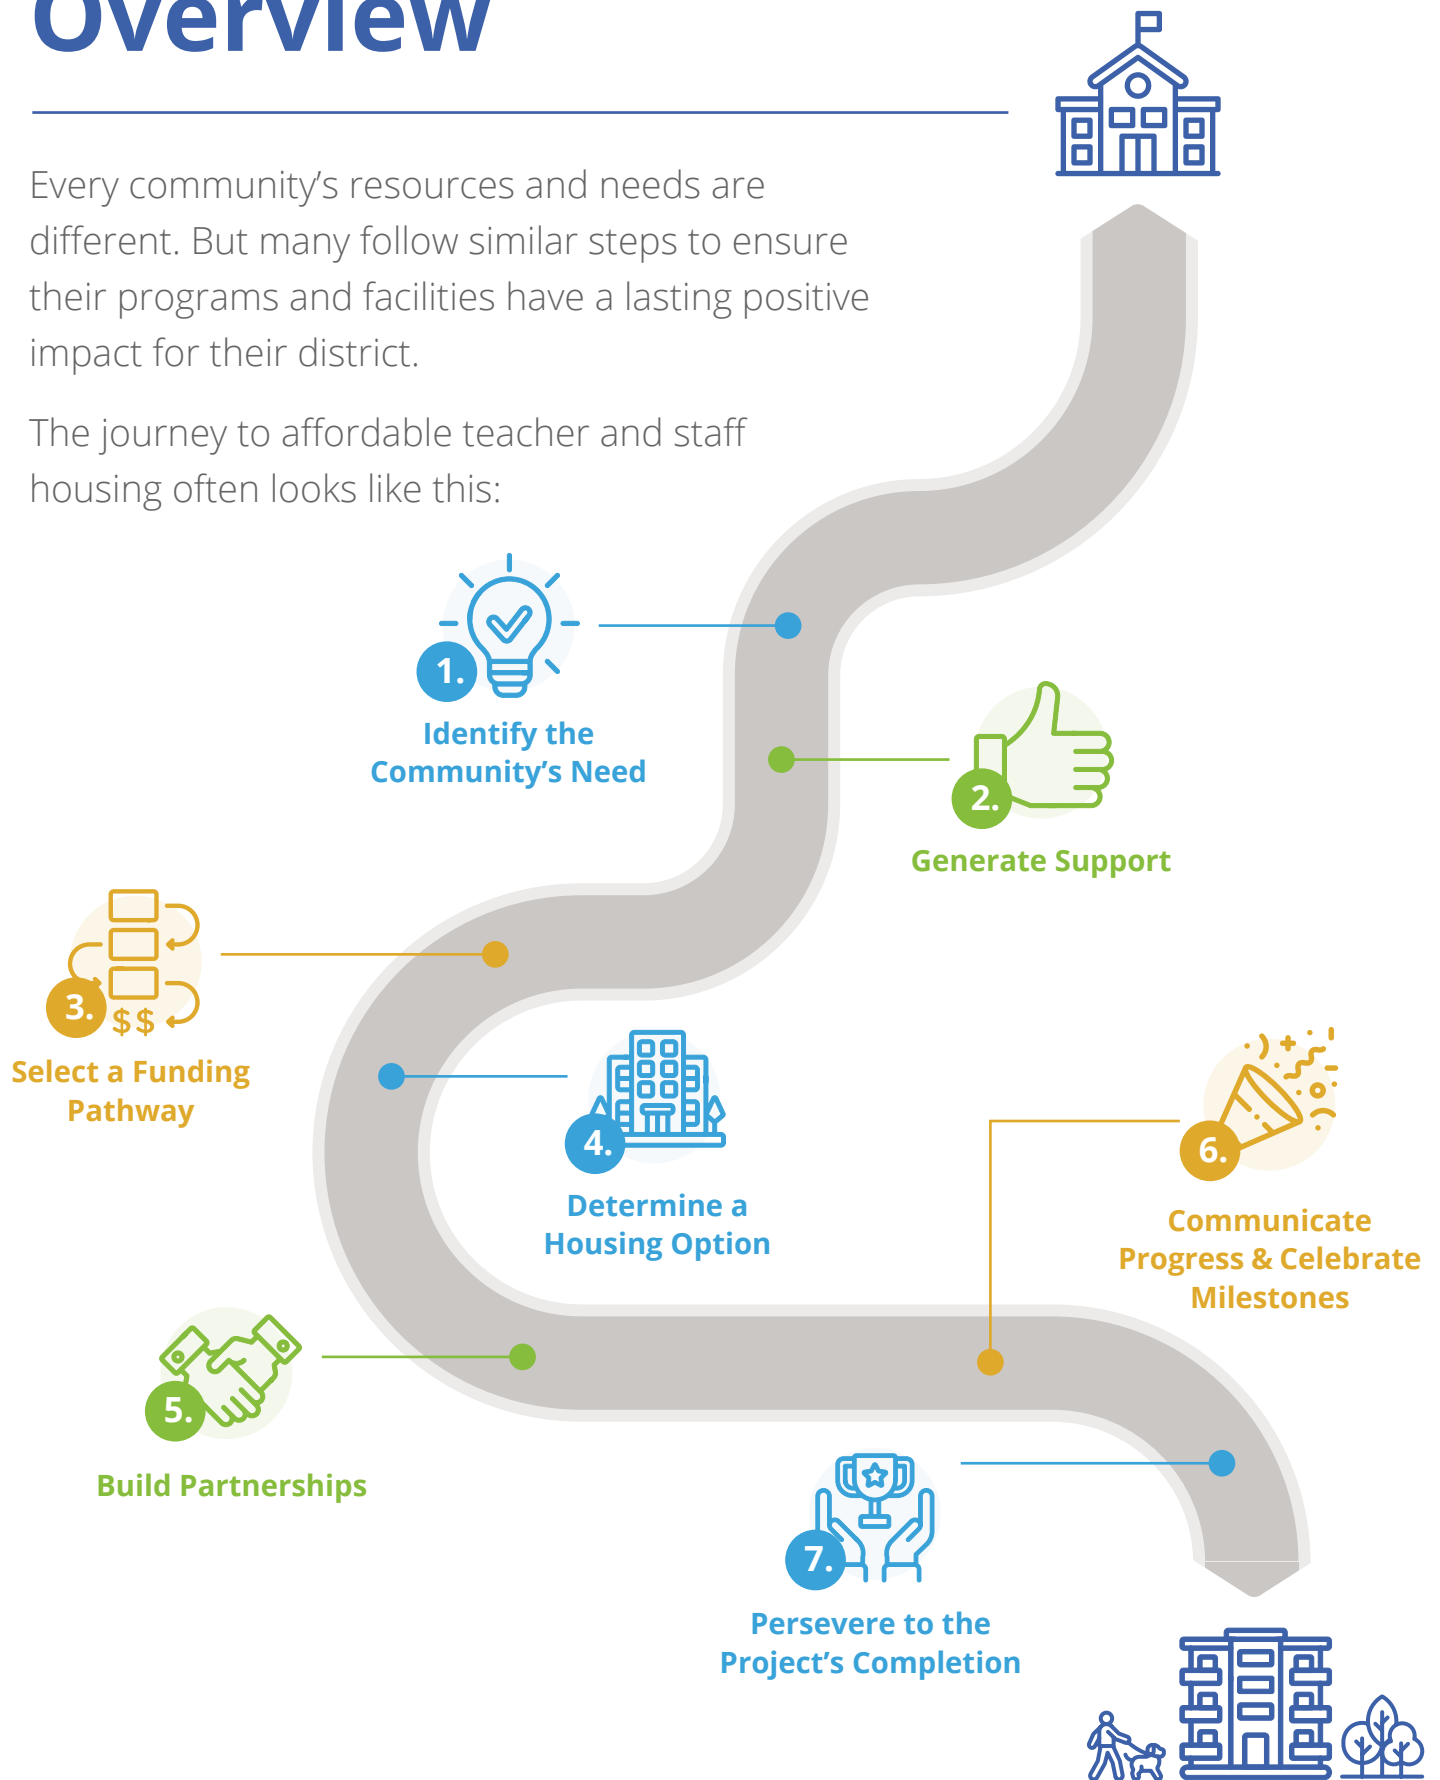 Overview
Every community’s resources and needs are
different. But many follow similar steps to ensure
their programs and facilities have a lasting positive
impact for their district.
The journey to affordable teacher and staff
housing often looks like this:
1.
Identify the
Community’s Need
2.
Generate Support
3.
$$
Select a Funding
Pathway
4.
Determine a
Housing Option
5.
Build Partnerships
6.
Communicate
Progress & Celebrate
Milestones
7.
Persevere to the
Project’s Completion